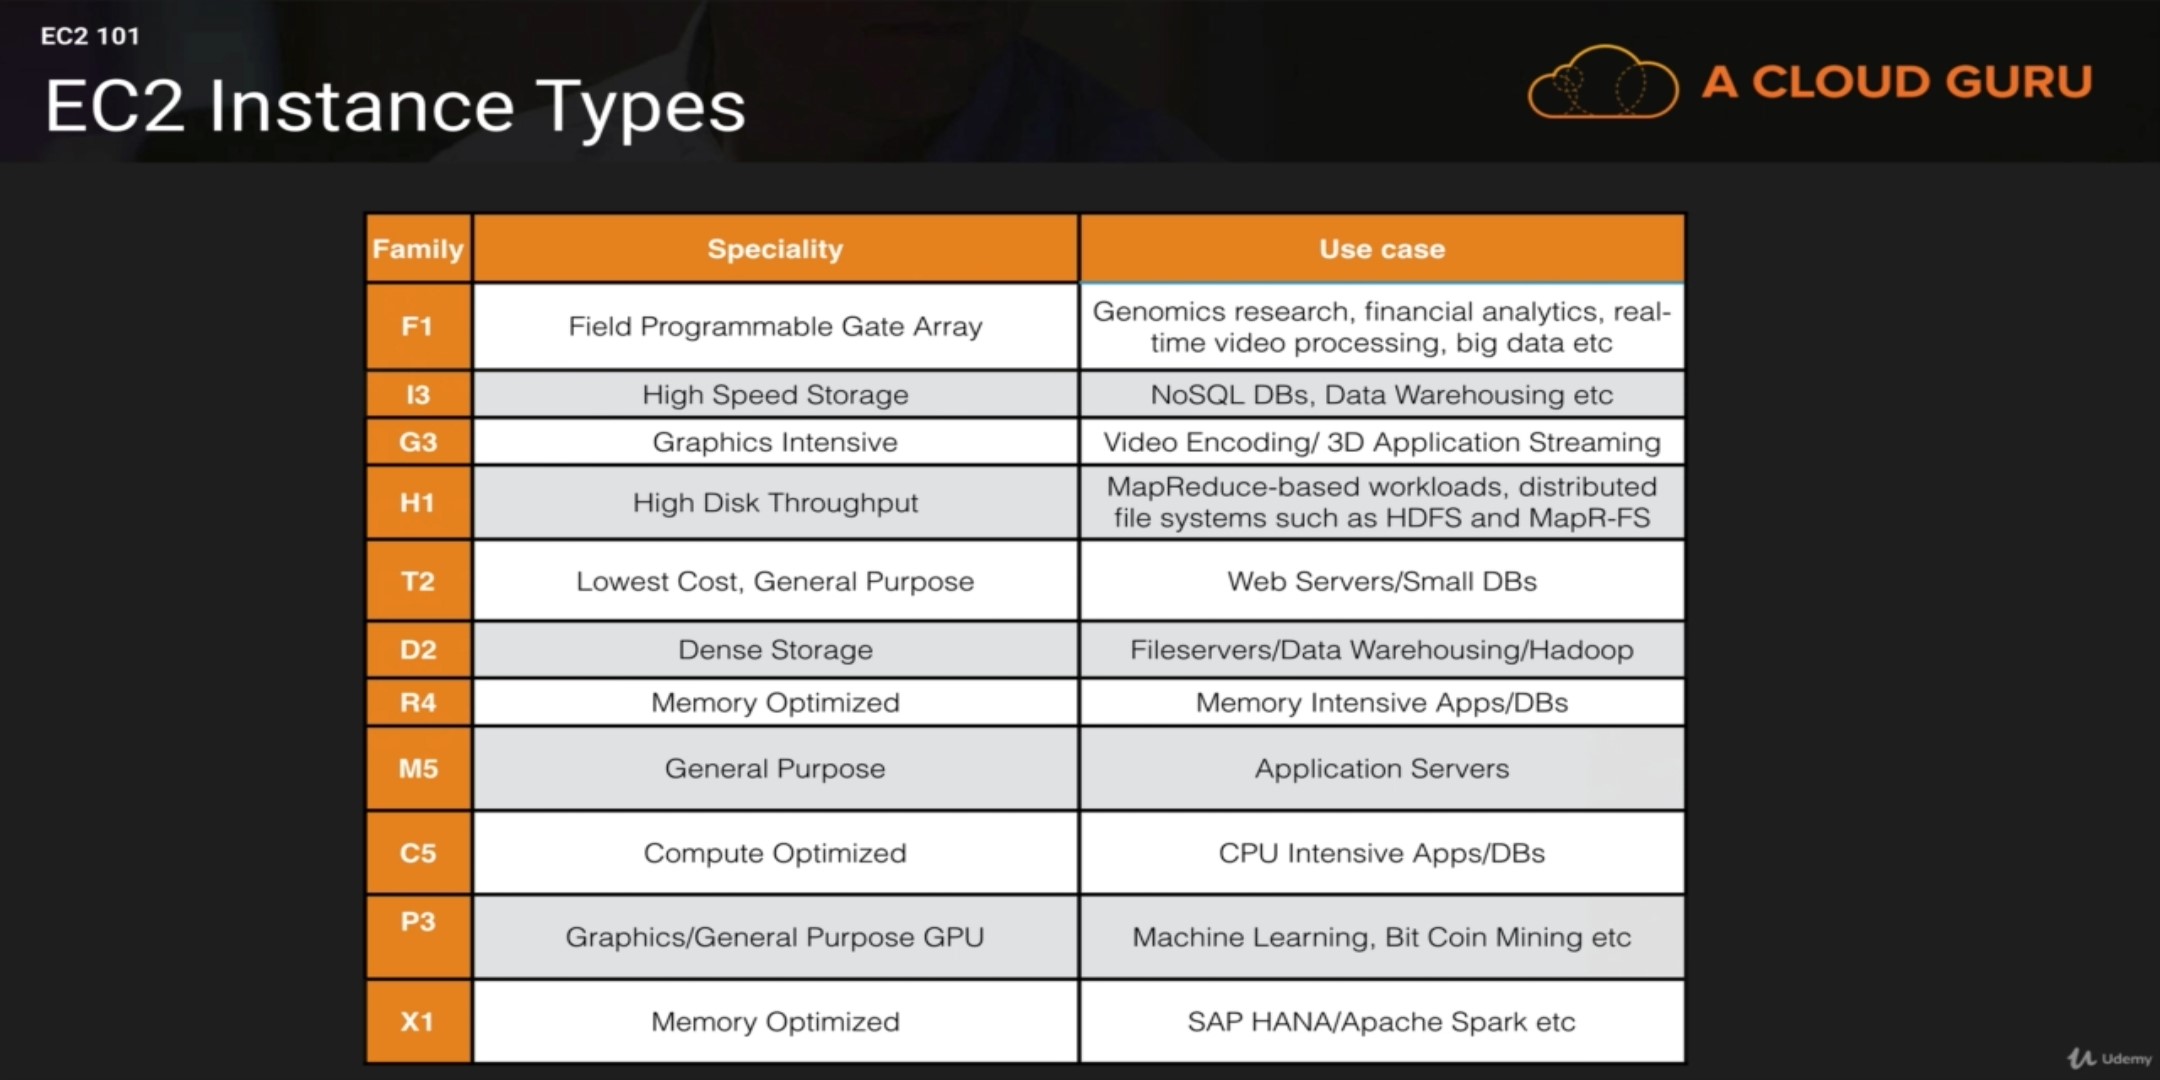 EC2 101
EC2 Instance Types
A CLOUD GURU
Family Speciality Use case
F1 Field Programmable Gate Array Genomics research, financial analytics, real-
time video processing, big data etc
I3 High Speed Storage NoSQL DBs, Data Warehousing etc
G3 Graphics Intensive Video Encoding/ 3D Application Streaming
H1 High Disk Throughput MapReduce-based workloads, distributed
file systems such as HDFS and MapR-FS
T2 Lowest Cost, General Purpose Web Servers/Small DBs
D2 Dense Storage Fileservers/Data Warehousing/Hadoop
R4 Memory Optimized Memory Intensive Apps/DBs
M5 General Purpose Application Servers
C5 Compute Optimized CPU Intensive Apps/DBs
P3 Graphics/General Purpose GPU Machine Learning, Bit Coin Mining etc
X1 Memory Optimized SAP HANA/Apache Spark etc
Udemy